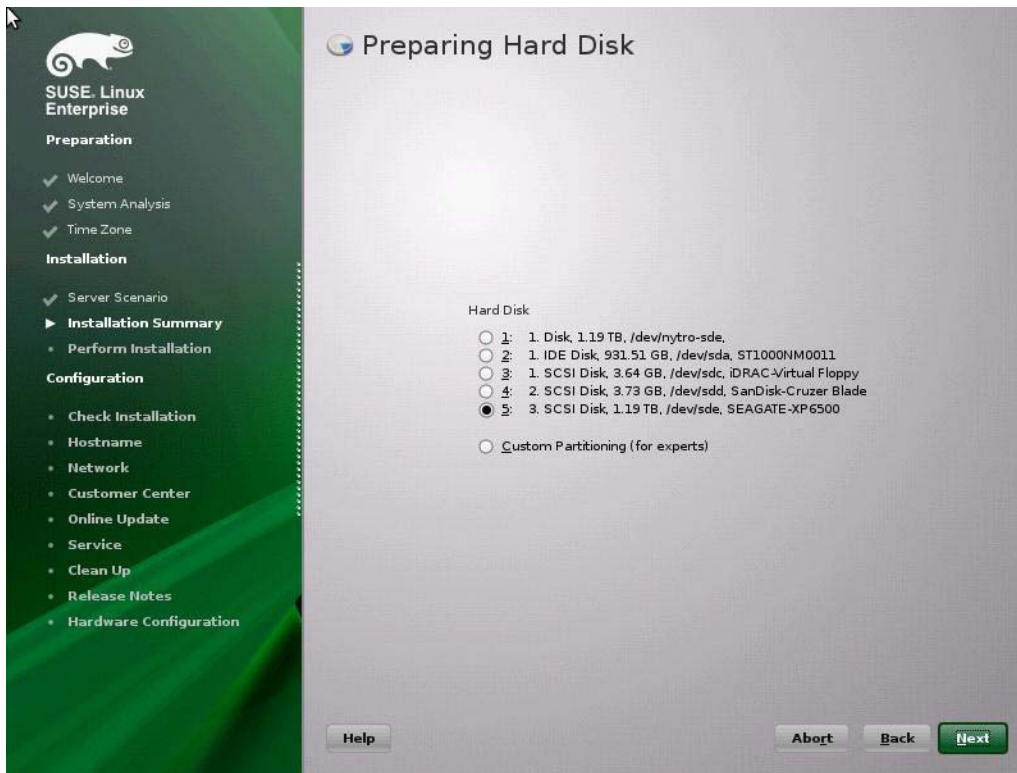 SUSE. Linux
Enterprise
Preparation
Welcome
System Analysis
Time Zone
Installation
Server Scenario
Installation Summary
Perform Installation
Configuration
Check Installation
Hostname
Network
Customer Center
Online Update
Service
Clean Up
Release Notes
Hardware Configuration
Preparing Hard Disk
Hard Disk
1: 1. Disk, 1.19 TB, /dev/nytro-sde,
2: 1. IDE Disk, 931.51 GB, /dev/sda, ST1000NM0011
3: 1. SCSI Disk, 3.64 GB, /dev/sdc, iDRAC-Virtual Floppy
4: 2. SCSI Disk, 3.73 GB, /dev/sdd, SanDisk-Cruzer Blade
5: 3. SCSI Disk, 1.19 TB, /dev/sde, SEAGATE-XP6500
Custom Partitioning (for experts)
Help
Abort
Back
Next